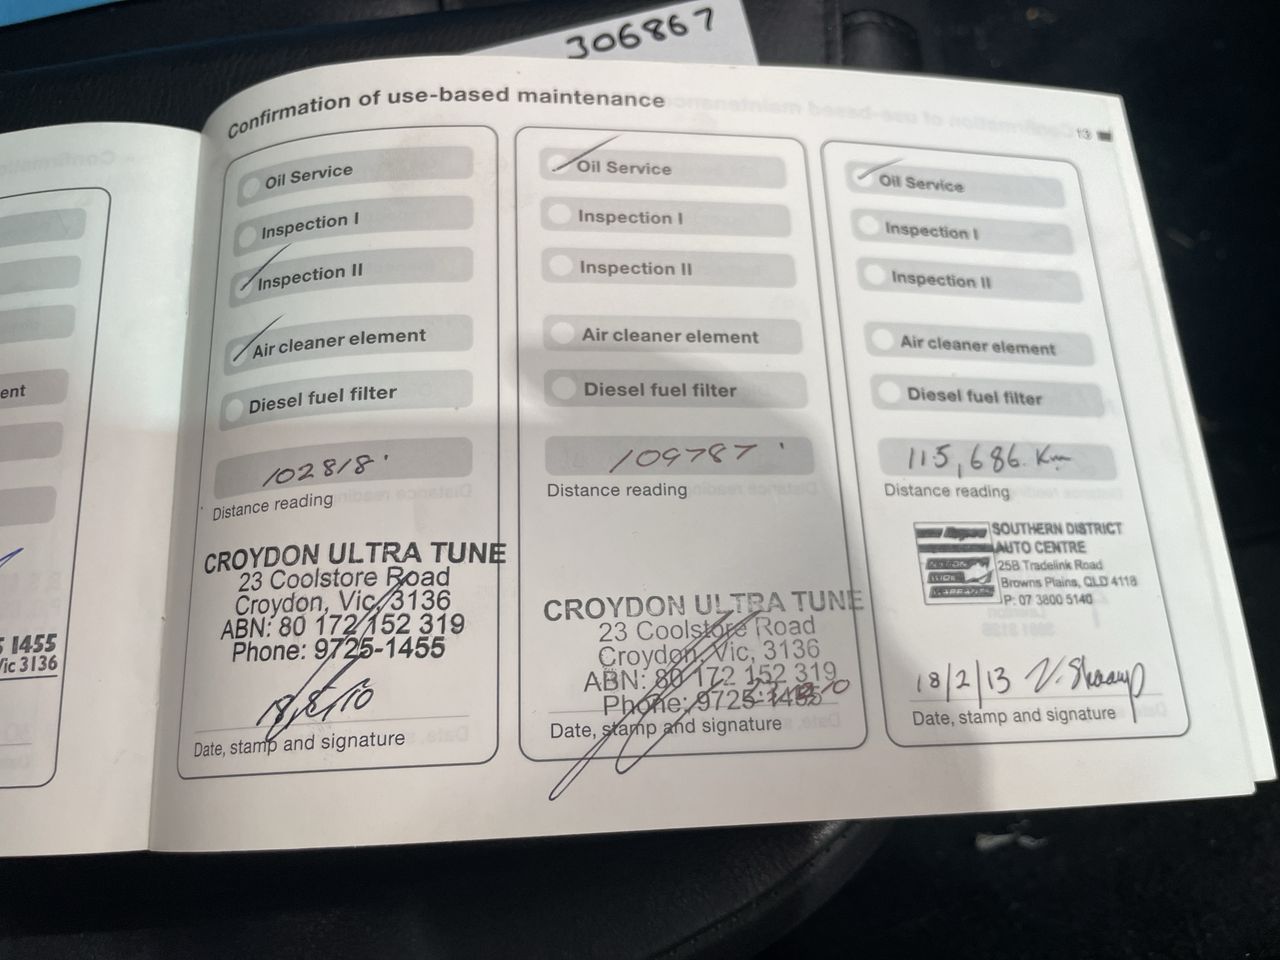 306867
Confirmation of use-based maintenance
13
Oil Service
Inspection I
Inspection II
Air cleaner element
Diesel fuel filter
102818
Distance reading
CROYDON ULTRA TUNE
23 Coolstore Road
Croydon, Vic, 3136
ABN: 80 172 152 319
Phone: 9725-1455
Date, stamp and signature
Oil Service
Inspection I
Inspection II
Air cleaner element
Diesel fuel filter
109787
Distance reading
CROYDON ULTRA TUNE
23 Coolstore Road
Croydon, Vic, 3136
ABN: 80 172 152 319
Phone: 9725-1455
Date, stamp and signature
Oil Service
Inspection I
Inspection II
Air cleaner element
Diesel fuel filter
115,686 Km
Distance reading
SOUTHERN DISTRICT
AUTO CENTRE
25B Tradelink Road
Browns Plains, QLD 4118
P: 07 3800 5140
18/2/13
Date, stamp and signature
ent
1455
Vic 3136